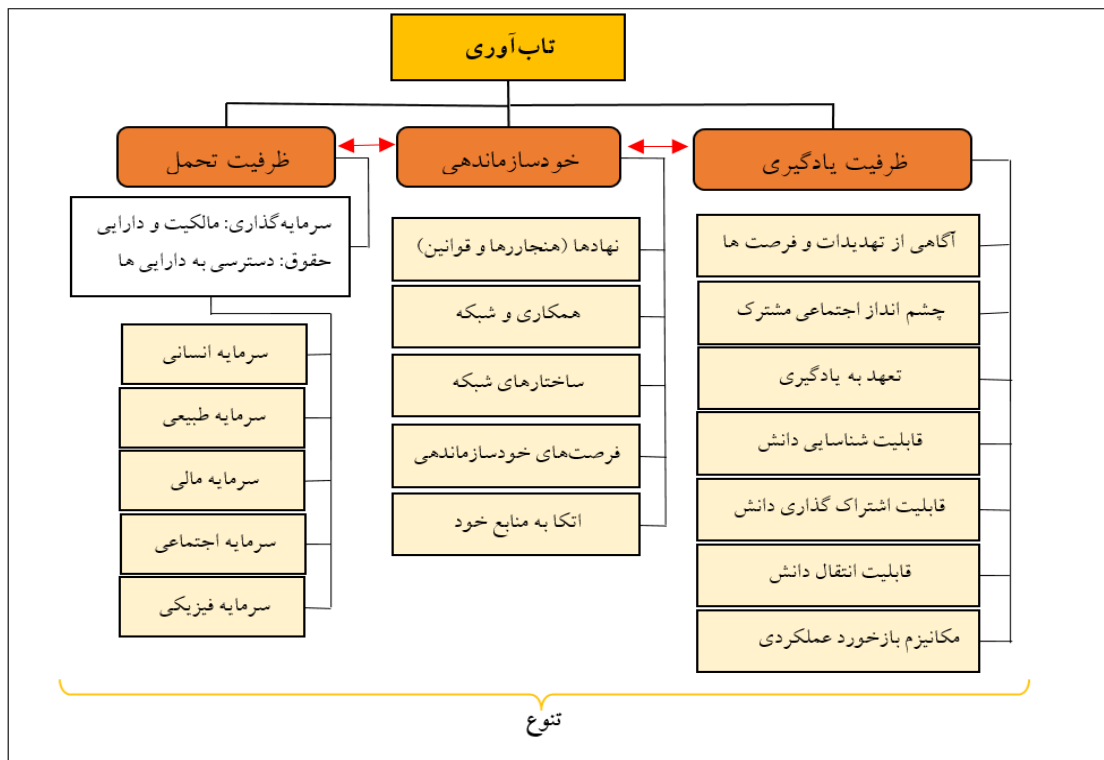 تاب‌آوری
ظرفیت یادگیری
خودسازماندهی
ظرفیت تحمل
آگاهی از تهدیدات و فرصت ها
چشم انداز اجتماعی مشترک
تعهد به یادگیری
قابلیت شناسایی دانش
قابلیت اشتراک گذاری دانش
قابلیت انتقال دانش
مکانیزم بازخورد عملکردی
نهادها (هنجاررها و قوانین)
همکاری و شبکه
ساختارهای شبکه
فرصت‌های خودسازماندهی
اتکا به منابع خود
سرمایه‌گذاری: مالکیت و دارایی
حقوق: دسترسی به دارایی ها
سرمایه انسانی
سرمایه طبیعی
سرمایه مالی
سرمایه اجتماعی
سرمایه فیزیکی
تنوع